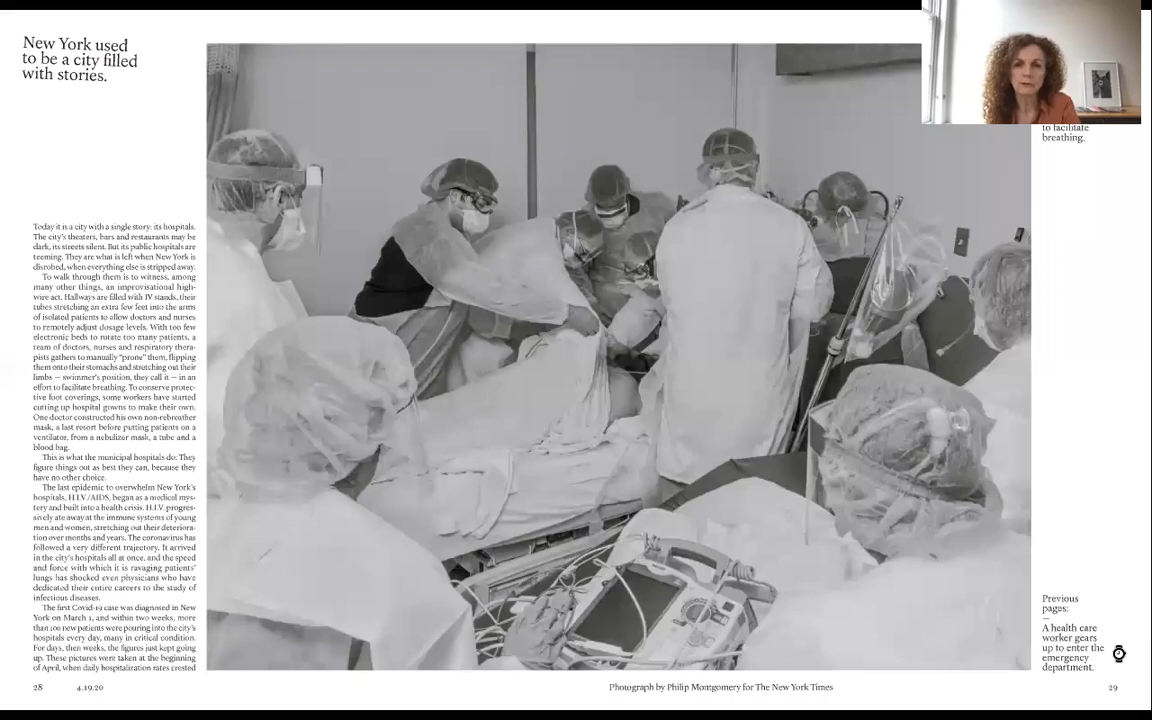 New York used
to be a city filled
with stories.
Today it is a city with a single story: its hospitals.
The city's theaters, bars and restaurants may be
dark, its streets silent. But its public hospitals are
teeming. They are what is left when New York is
disrobed, when everything else is stripped away.
To walk through them is to witness, among
many other things, an improvisational high-
wire act. Hallways are filled with IV stands, their
tubes stretching an extra few feet into the arms
of isolated patients to allow doctors and nurses
to remotely adjust dosage levels. With too few
electronic beds to rotate too many patients, a
team of doctors, nurses and respiratory thera-
pists gathers to manually "prone" them, flipping
them onto their stomachs and stretching out their
limbs — swimmer's position, they call it — in an
effort to facilitate breathing. To conserve protec-
tive foot coverings, some workers have started
cutting up hospital gowns to make their own.
One doctor constructed his own non-rebreather
mask, a last resort before putting patients on a
ventilator, from a nebulizer mask, a tube and a
blood bag.
This is what the municipal hospitals do: They
figure things out as best they can, because they
have no other choice.
The last epidemic to overwhelm New York's
hospitals, H.I.V./AIDS, began as a medical mys-
tery and built into a health crisis. H.I.V. progres-
sively ate away at the immune systems of young
men and women, stretching out their deteriora-
tion over months and years. The coronavirus has
followed a very different trajectory. It arrived
in the city's hospitals all at once, and the speed
and force with which it is ravaging patients'
lungs has shocked even physicians who have
dedicated their entire careers to the study of
infectious diseases.
The first Covid-19 case was diagnosed in New
York on March 1, and within two weeks, more
than 100 new patients were pouring into the city's
hospitals every day, many in critical condition.
For days, then weeks, the figures just kept going
up. These pictures were taken at the beginning
of April, when daily hospitalization rates crested
to facilitate
breathing.
Previous
pages:
—
A health care
worker gears
up to enter the
emergency
department.
28 4.19.20
Photograph by Philip Montgomery for The New York Times
29